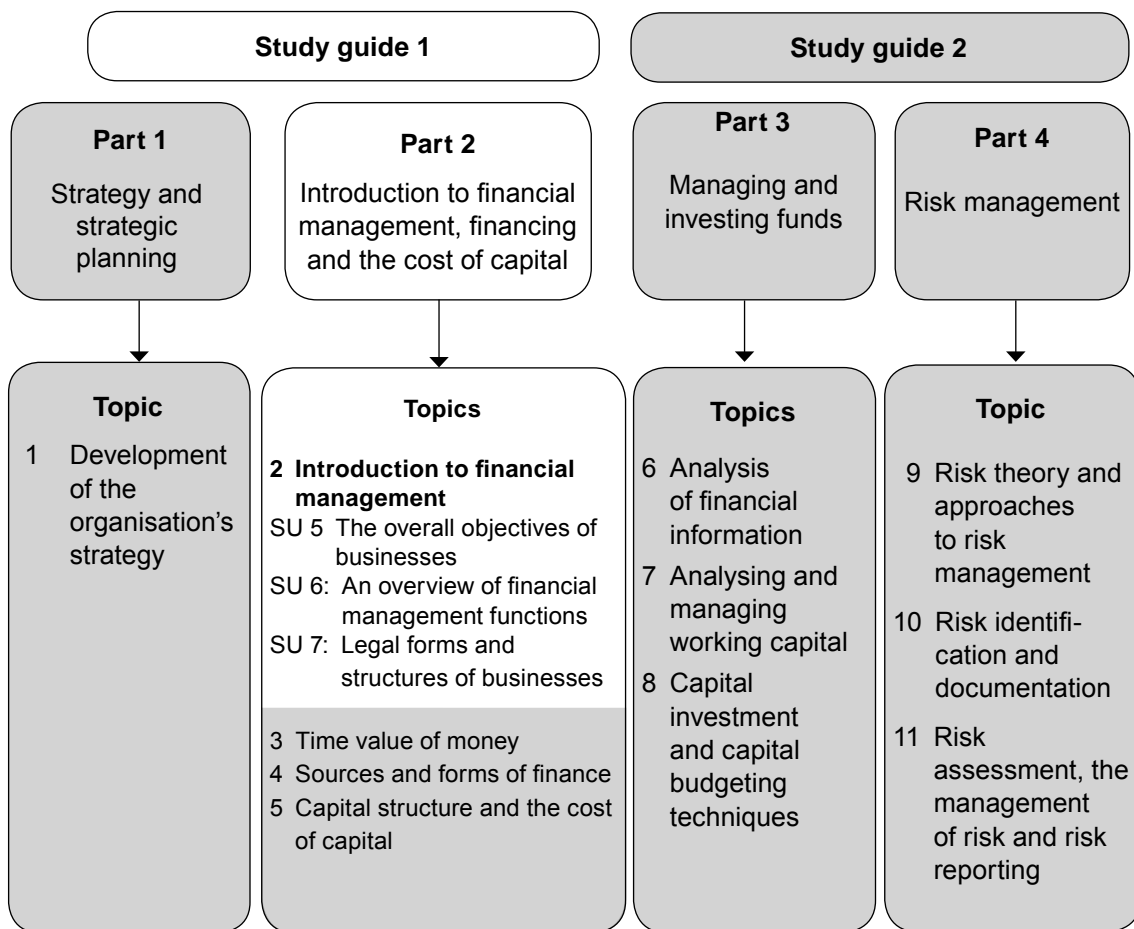 Study guide 1
Study guide 2
Part 1
Strategy and
strategic
planning
Part 2
Introduction to financial
management, financing
and the cost of capital
Part 3
Managing and
investing funds
Part 4
Risk management
Topic
1 Development
of the
organisation’s
strategy
Topics
2 Introduction to financial
management
SU 5 The overall objectives of
businesses
SU 6: An overview of financial
management functions
SU 7: Legal forms and
structures of businesses
3 Time value of money
4 Sources and forms of finance
5 Capital structure and the cost
of capital
Topics
6 Analysis
of financial
information
7 Analysing and
managing
working capital
8 Capital
investment
and capital
budgeting
techniques
Topic
9 Risk theory and
approaches
to risk
management
10 Risk identifi-
cation and
documentation
11 Risk
assessment, the
management
of risk and risk
reporting